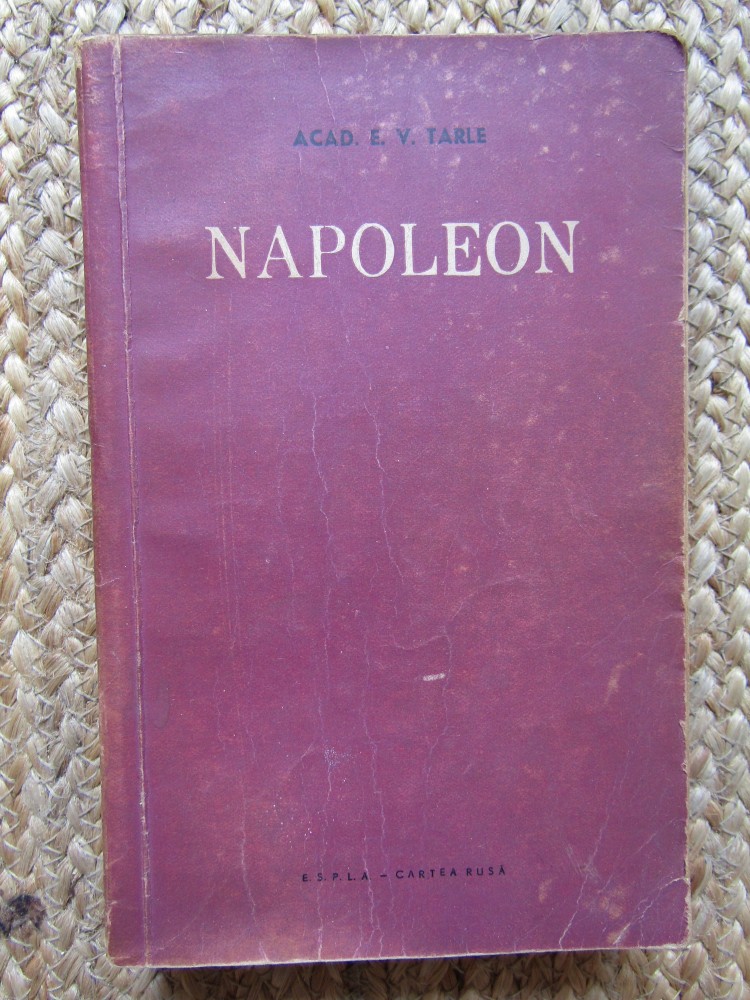 ACAD. E. V. TARLE
NAPOLEON
E. S. P. L. A. – CARTEA RUSĂ